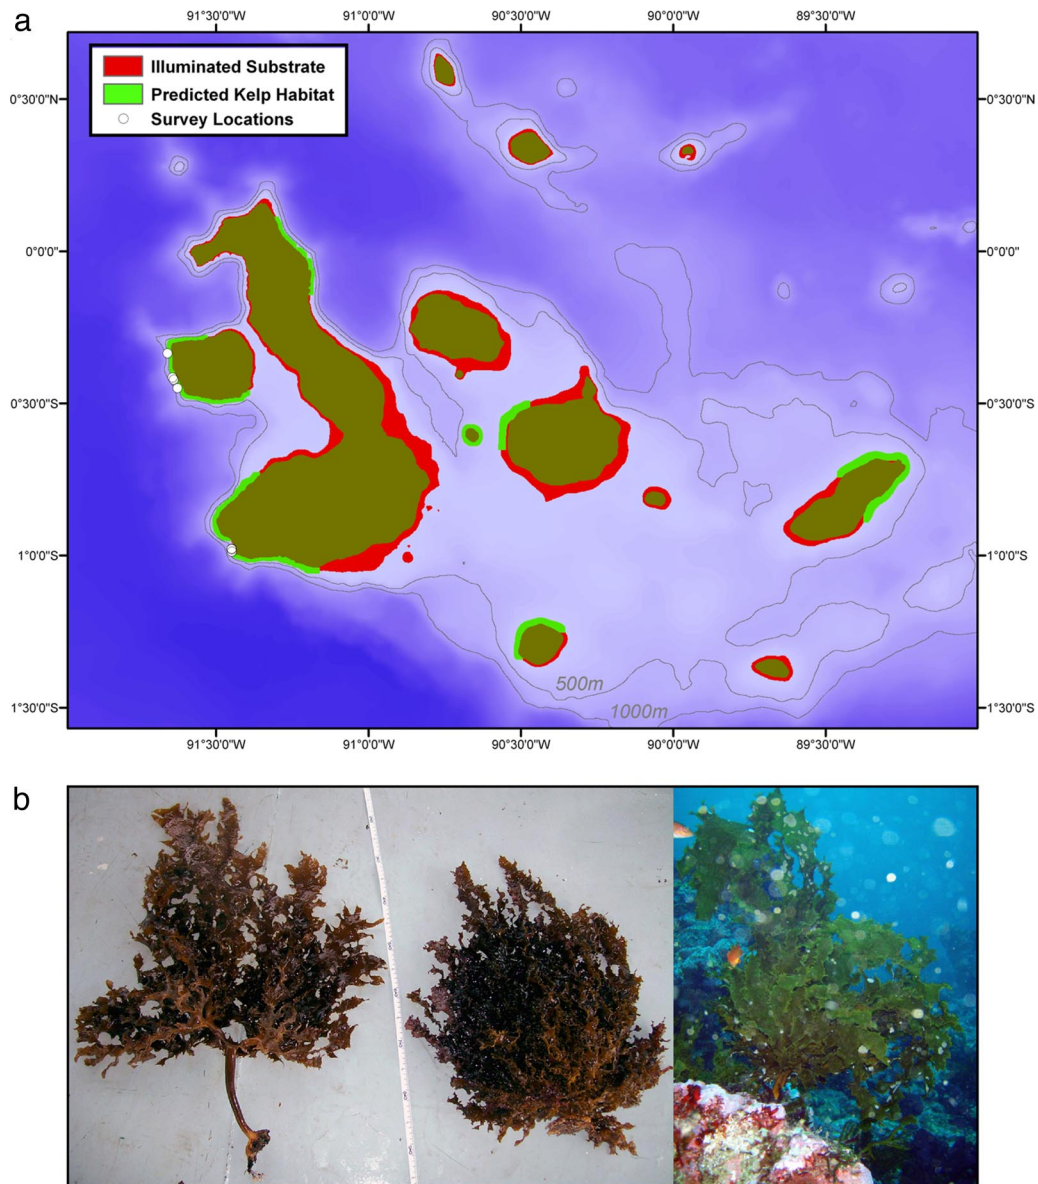 a
91°30'0"W 91°0'0"W 90°30'0"W 90°0'0"W 89°30'0"W
Illuminated Substrate
Predicted Kelp Habitat
Survey Locations
0°30'0"N 0°30'0"N
0°0'0" 0°0'0"
0°30'0"S 0°30'0"S
1°0'0"S 1°0'0"S
500m
1000m
1°30'0"S 1°30'0"S
91°30'0"W 91°0'0"W 90°30'0"W 90°0'0"W 89°30'0"W
b